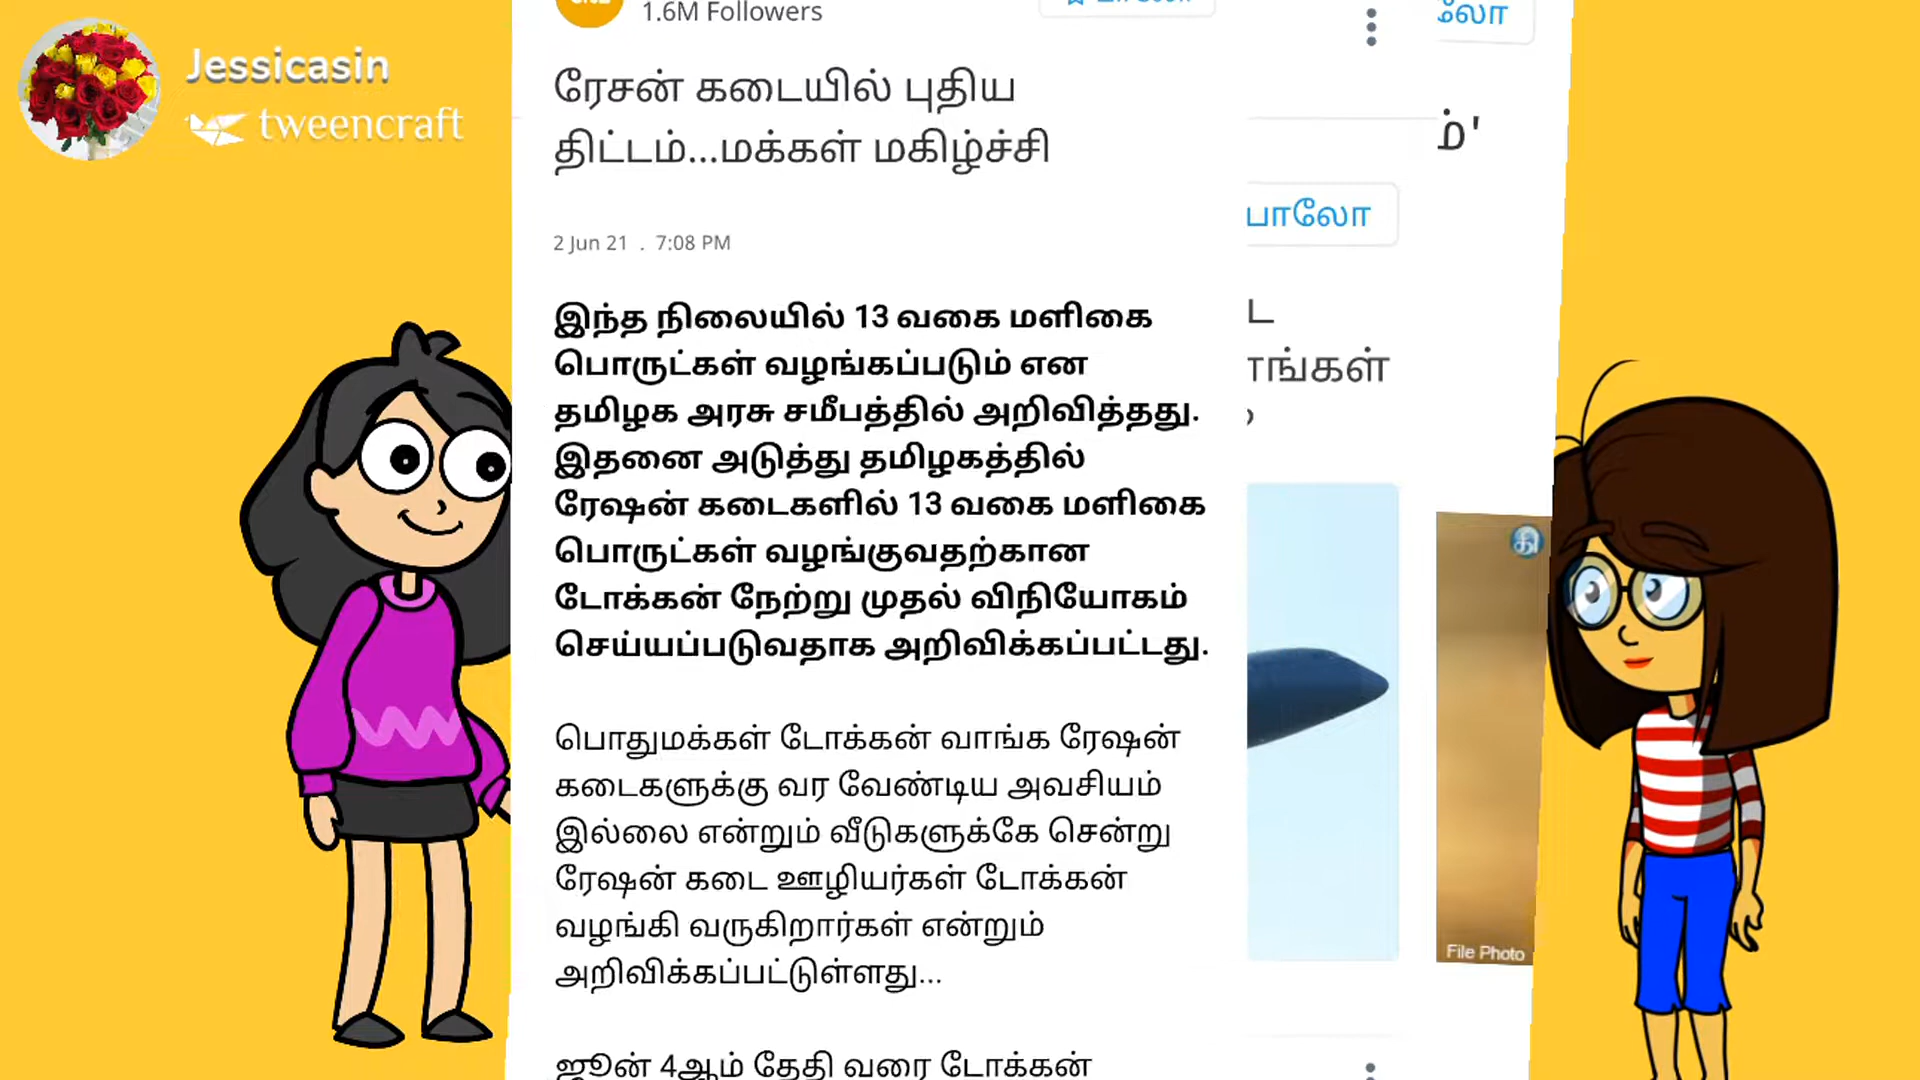 Jessicasin
tweencraft
1.6M Followers
ரேசன் கடையில் புதிய
திட்டம்...மக்கள் மகிழ்ச்சி
2 Jun 21 . 7:08 PM
இந்த நிலையில் 13 வகை மளிகை
பொருட்கள் வழங்கப்படும் என
தமிழக அரசு சமீபத்தில் அறிவித்தது.
இதனை அடுத்து தமிழகத்தில்
ரேஷன் கடைகளில் 13 வகை மளிகை
பொருட்கள் வழங்குவதற்கான
டோக்கன் நேற்று முதல் விநியோகம்
செய்யப்படுவதாக அறிவிக்கப்பட்டது.
பொதுமக்கள் டோக்கன் வாங்க ரேஷன்
கடைகளுக்கு வர வேண்டிய அவசியம்
இல்லை என்றும் வீடுகளுக்கே சென்று
ரேஷன் கடை ஊழியர்கள் டோக்கன்
வழங்கி வருகிறார்கள் என்றும்
அறிவிக்கப்பட்டுள்ளது...
ஜூன் 4ஆம் தேதி வரை டோக்கன்
லோ
ம்'
பாலோ
ட
ாங்கள்
தி
File Photo